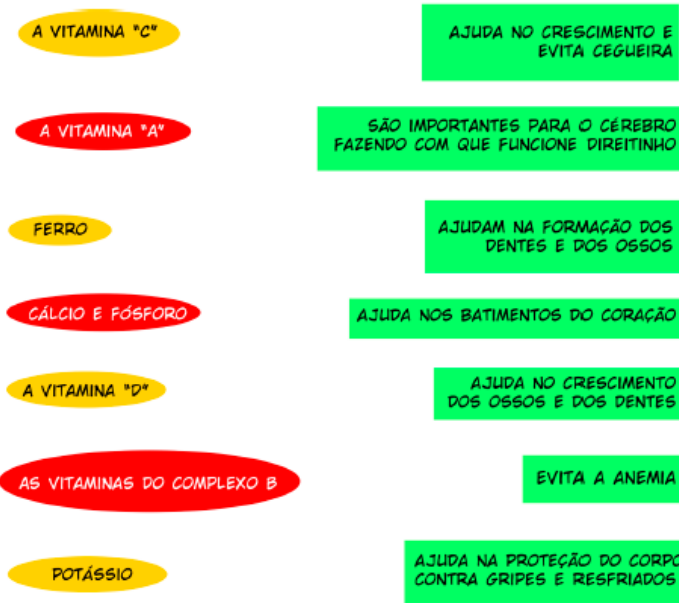 A VITAMINA "C"
AJUDA NO CRESCIMENTO E
EVITA CEGUEIRA
A VITAMINA "A"
SÃO IMPORTANTES PARA O CÉREBRO
FAZENDO COM QUE FUNCIONE DIREITINHO
FERRO
AJUDAM NA FORMAÇÃO DOS
DENTES E DOS OSSOS
CÁLCIO E FÓSFORO
AJUDA NOS BATIMENTOS DO CORAÇÃO
A VITAMINA "D"
AJUDA NO CRESCIMENTO
DOS OSSOS E DOS DENTES
AS VITAMINAS DO COMPLEXO B
EVITA A ANEMIA
POTÁSSIO
AJUDA NA PROTEÇÃO DO CORPO
CONTRA GRIPES E RESFRIADOS